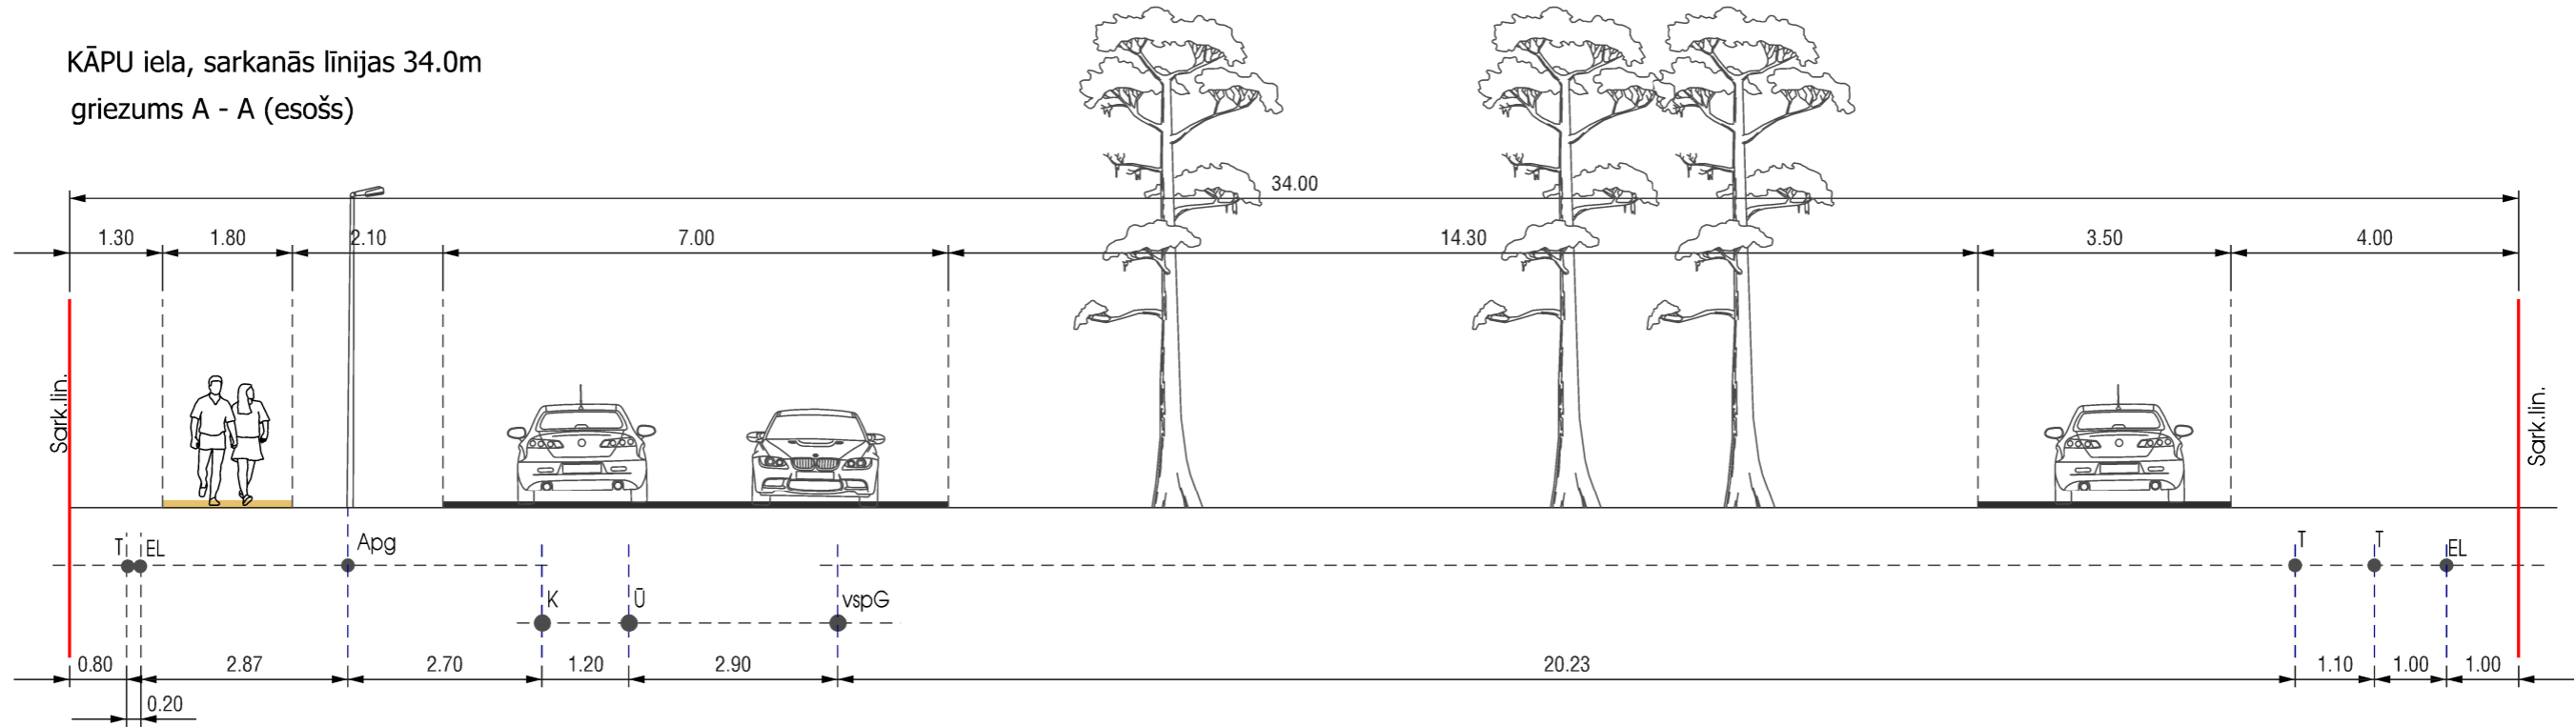 KĀPU iela, sarkanās līnijas 34.0m
griezums A - A (esošs)
34.00
1.30 1.80 2.10 7.00 14.30 3.50 4.00
Sark.lin. Sark.lin.
T EL Apg T T EL
K Ū vspG
0.80 2.87 2.70 1.20 2.90 20.23 1.10 1.00 1.00
0.20